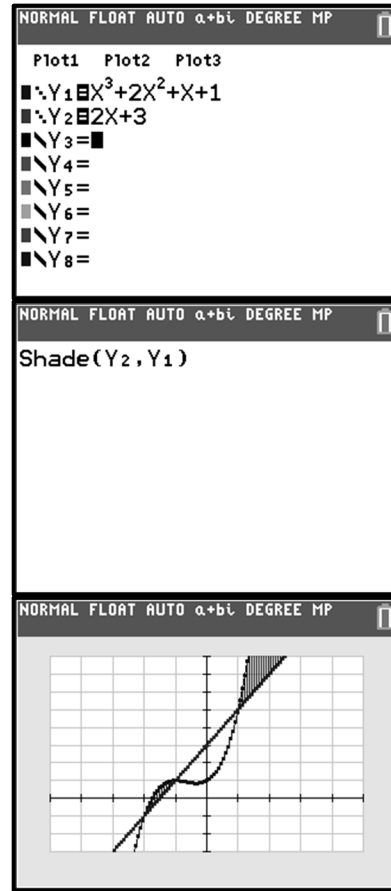 NORMAL FLOAT AUTO a+bi DEGREE MP
Plot1 Plot2 Plot3
\Y₁=X³+2X²+X+1
\Y₂=2X+3
\Y₃=
\Y₄=
\Y₅=
\Y₆=
\Y₇=
\Y₈=
NORMAL FLOAT AUTO a+bi DEGREE MP
Shade(Y₂,Y₁)
NORMAL FLOAT AUTO a+bi DEGREE MP